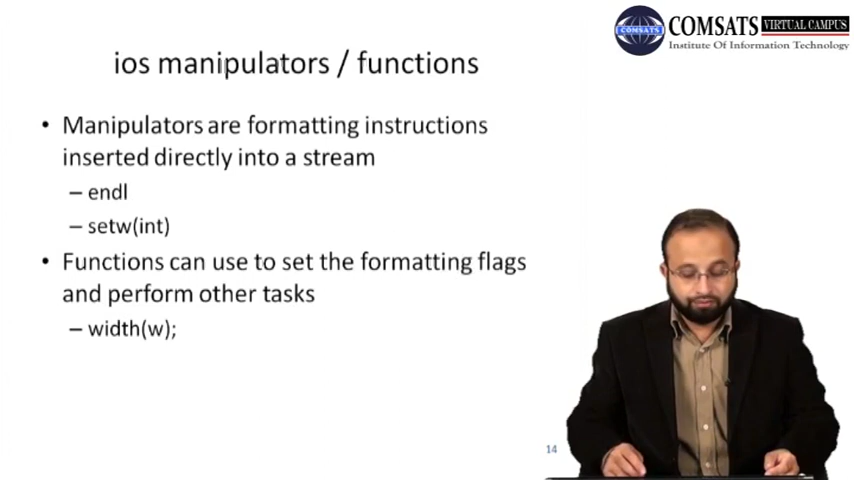 COMSATS VIRTUAL CAMPUS
Institute Of Information Technology
COMSATS
ios manipulators / functions
• Manipulators are formatting instructions
inserted directly into a stream
– endl
– setw(int)
• Functions can use to set the formatting flags
and perform other tasks
– width(w);
14